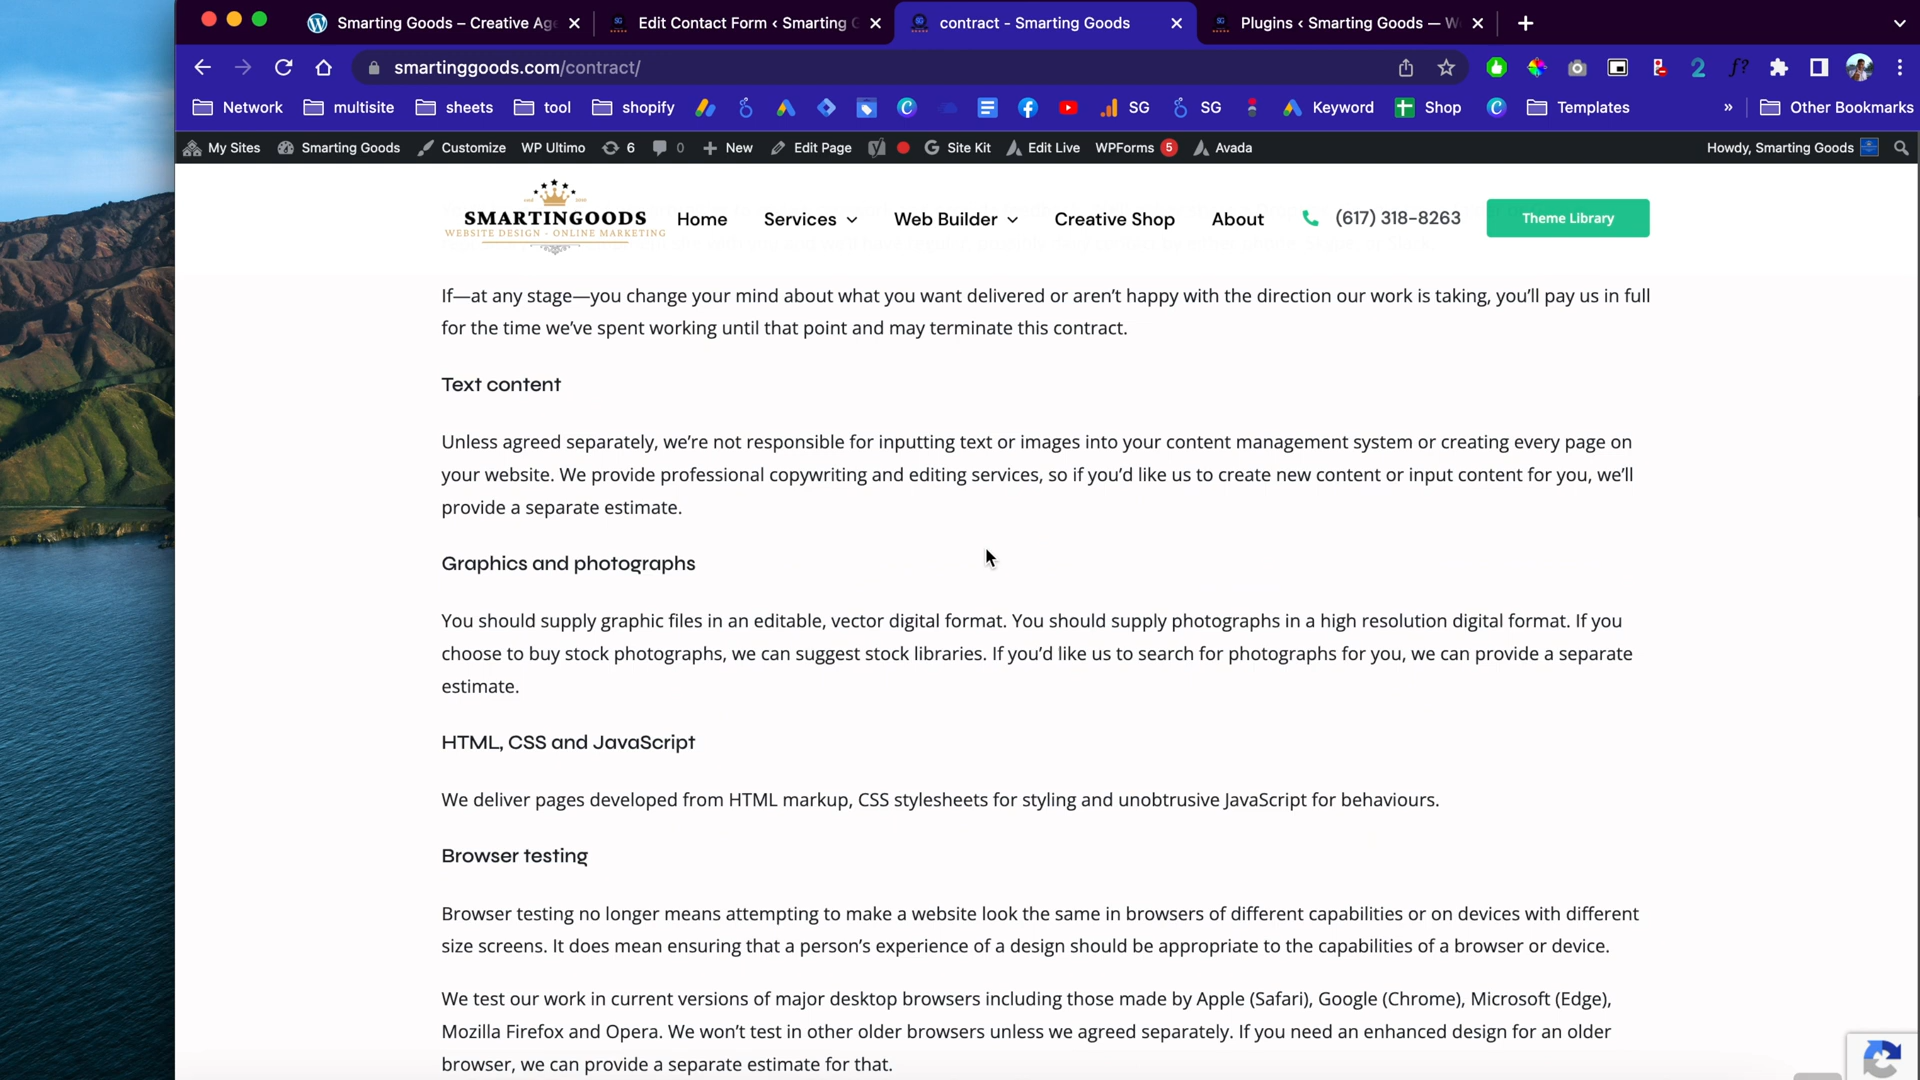 Smarting Goods – Creative Age
Edit Contact Form ‹ Smarting G
contract - Smarting Goods
Plugins ‹ Smarting Goods — W
smartinggoods.com/contract/
Network
multisite
sheets
tool
shopify
SG
SG
Keyword
Shop
Templates
»
Other Bookmarks
My Sites
Smarting Goods
Customize
WP Ultimo
6
0
New
Edit Page
Site Kit
Edit Live
WPForms 5
Avada
Howdy, Smarting Goods
SMARTINGOODS
WEBSITE DESIGN - ONLINE MARKETING
Home
Services
Web Builder
Creative Shop
About
(617) 318-8263
Theme Library
If—at any stage—you change your mind about what you want delivered or aren’t happy with the direction our work is taking, you’ll pay us in full
for the time we’ve spent working until that point and may terminate this contract.
Text content
Unless agreed separately, we’re not responsible for inputting text or images into your content management system or creating every page on
your website. We provide professional copywriting and editing services, so if you’d like us to create new content or input content for you, we’ll
provide a separate estimate.
Graphics and photographs
You should supply graphic files in an editable, vector digital format. You should supply photographs in a high resolution digital format. If you
choose to buy stock photographs, we can suggest stock libraries. If you’d like us to search for photographs for you, we can provide a separate
estimate.
HTML, CSS and JavaScript
We deliver pages developed from HTML markup, CSS stylesheets for styling and unobtrusive JavaScript for behaviours.
Browser testing
Browser testing no longer means attempting to make a website look the same in browsers of different capabilities or on devices with different
size screens. It does mean ensuring that a person’s experience of a design should be appropriate to the capabilities of a browser or device.
We test our work in current versions of major desktop browsers including those made by Apple (Safari), Google (Chrome), Microsoft (Edge),
Mozilla Firefox and Opera. We won’t test in other older browsers unless we agreed separately. If you need an enhanced design for an older
browser, we can provide a separate estimate for that.